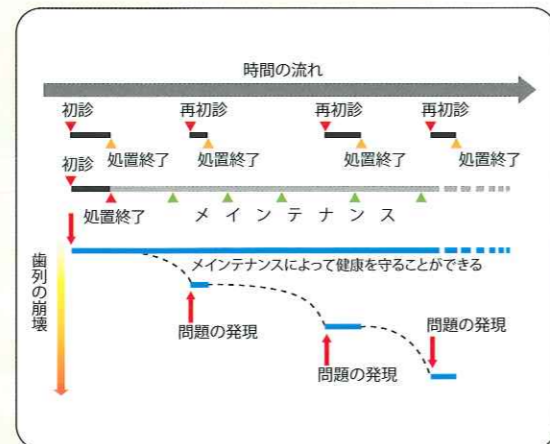 時間の流れ
初診
再初診
再初診
再初診
処置終了
処置終了
処置終了
処置終了
初診
処置終了
メインテナンス
メインテナンスによって健康を守ることができる
歯列の崩壊
問題の発現
問題の発現
問題の発現